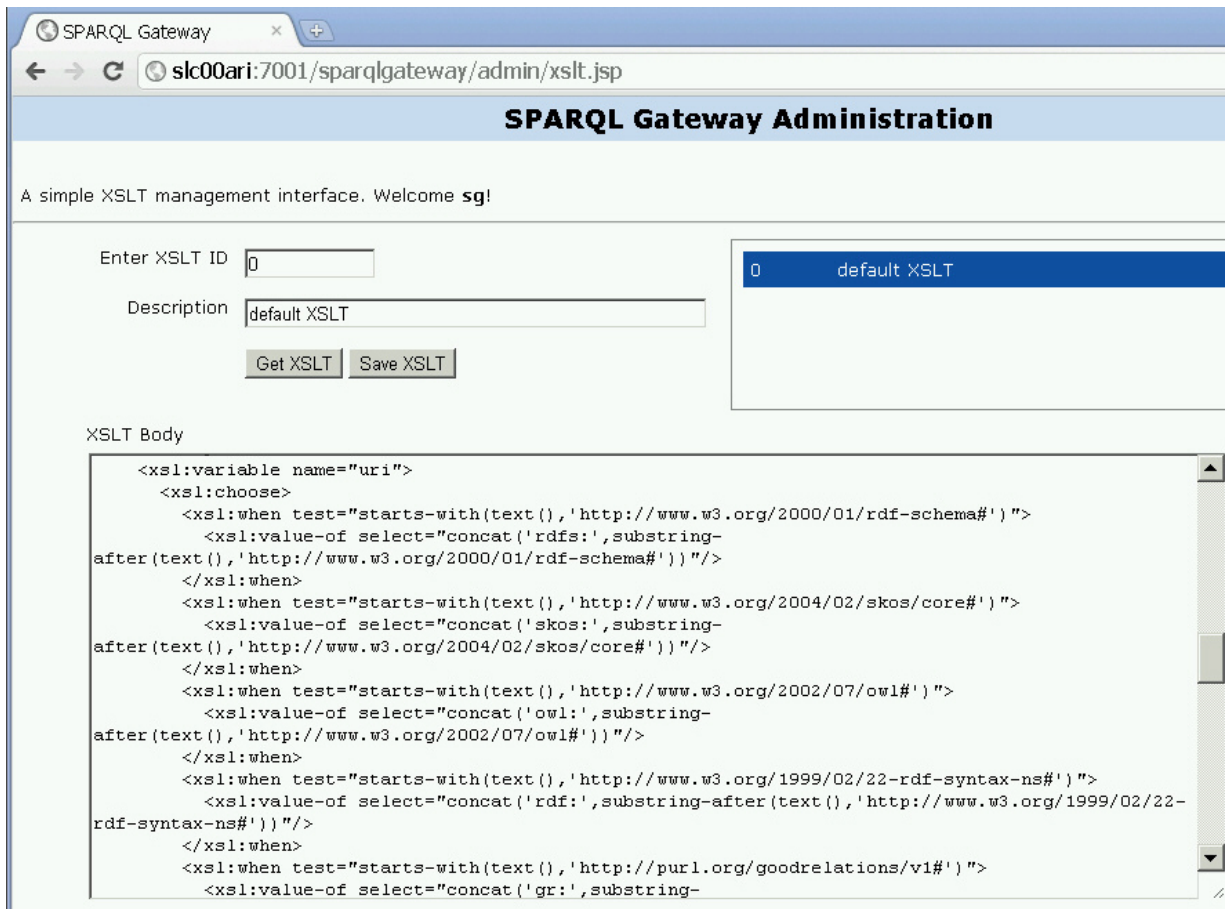 SPARQL Gateway
slc00ari:7001/sparqlgateway/admin/xslt.jsp
SPARQL Gateway Administration
A simple XSLT management interface. Welcome sg!
Enter XSLT ID 0
0 default XSLT
Description default XSLT
Get XSLT Save XSLT
XSLT Body
<xsl:variable name="uri">
<xsl:choose>
<xsl:when test="starts-with(text(),'http://www.w3.org/2000/01/rdf-schema#')">
<xsl:value-of select="concat('rdfs:',substring-
after(text(),'http://www.w3.org/2000/01/rdf-schema#'))"/>
</xsl:when>
<xsl:when test="starts-with(text(),'http://www.w3.org/2004/02/skos/core#')">
<xsl:value-of select="concat('skos:',substring-
after(text(),'http://www.w3.org/2004/02/skos/core#'))"/>
</xsl:when>
<xsl:when test="starts-with(text(),'http://www.w3.org/2002/07/owl#')">
<xsl:value-of select="concat('owl:',substring-
after(text(),'http://www.w3.org/2002/07/owl#'))"/>
</xsl:when>
<xsl:when test="starts-with(text(),'http://www.w3.org/1999/02/22-rdf-syntax-ns#')">
<xsl:value-of select="concat('rdf:',substring-after(text(),'http://www.w3.org/1999/02/22-
rdf-syntax-ns#'))"/>
</xsl:when>
<xsl:when test="starts-with(text(),'http://purl.org/goodrelations/v1#')">
<xsl:value-of select="concat('gr:',substring-